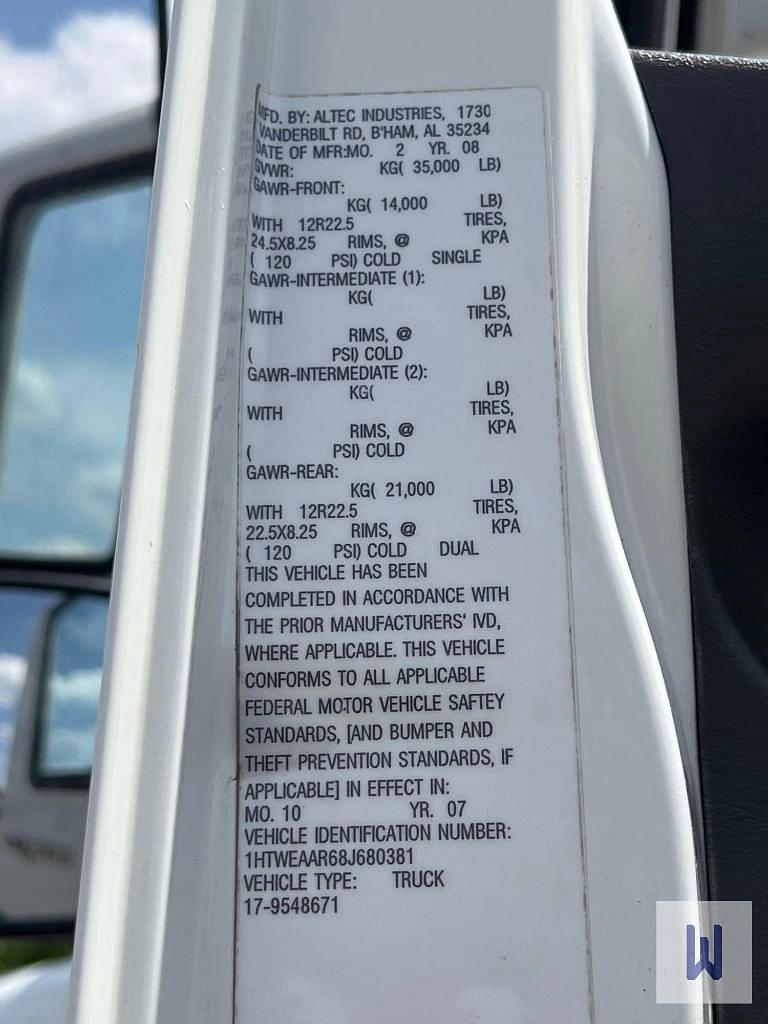 MFD. BY: ALTEC INDUSTRIES, 1730
VANDERBILT RD, B'HAM, AL 35234
DATE OF MFR:MO. 2 YR. 08
GVWR: KG( 35,000 LB)
GAWR-FRONT:
KG( 14,000 LB)
WITH 12R22.5 TIRES,
24.5X8.25 RIMS, @ KPA
( 120 PSI) COLD SINGLE
GAWR-INTERMEDIATE (1):
KG( LB)
WITH TIRES,
RIMS, @ KPA
( PSI) COLD
GAWR-INTERMEDIATE (2):
KG( LB)
WITH TIRES,
RIMS, @ KPA
( PSI) COLD
GAWR-REAR:
KG( 21,000 LB)
WITH 12R22.5 TIRES,
22.5X8.25 RIMS, @ KPA
( 120 PSI) COLD DUAL
THIS VEHICLE HAS BEEN
COMPLETED IN ACCORDANCE WITH
THE PRIOR MANUFACTURERS' IVD,
WHERE APPLICABLE. THIS VEHICLE
CONFORMS TO ALL APPLICABLE
FEDERAL MOTOR VEHICLE SAFTEY
STANDARDS, [AND BUMPER AND
THEFT PREVENTION STANDARDS, IF
APPLICABLE] IN EFFECT IN:
MO. 10 YR. 07
VEHICLE IDENTIFICATION NUMBER:
1HTWEAAR68J680381
VEHICLE TYPE: TRUCK
17-9548671
W